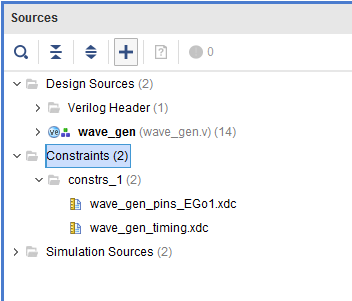 Sources
0
Design Sources (2)
Verilog Header (1)
wave_gen (wave_gen.v) (14)
Constraints (2)
constrs_1 (2)
wave_gen_pins_EGo1.xdc
wave_gen_timing.xdc
Simulation Sources (2)